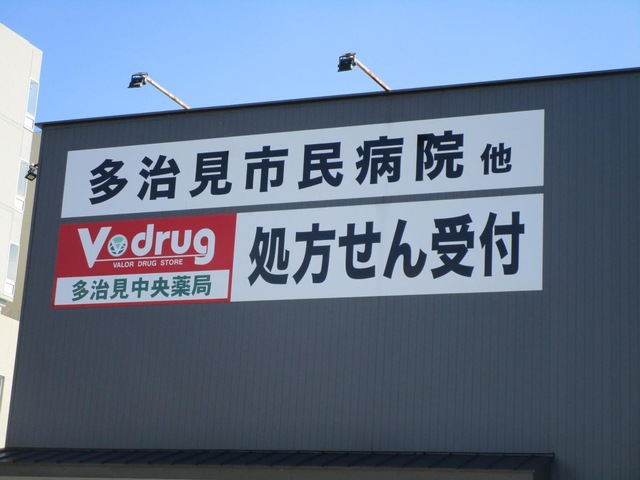 多治見市民病院 他
Vdrug
VALOR DRUG STORE
多治見中央薬局
処方せん受付